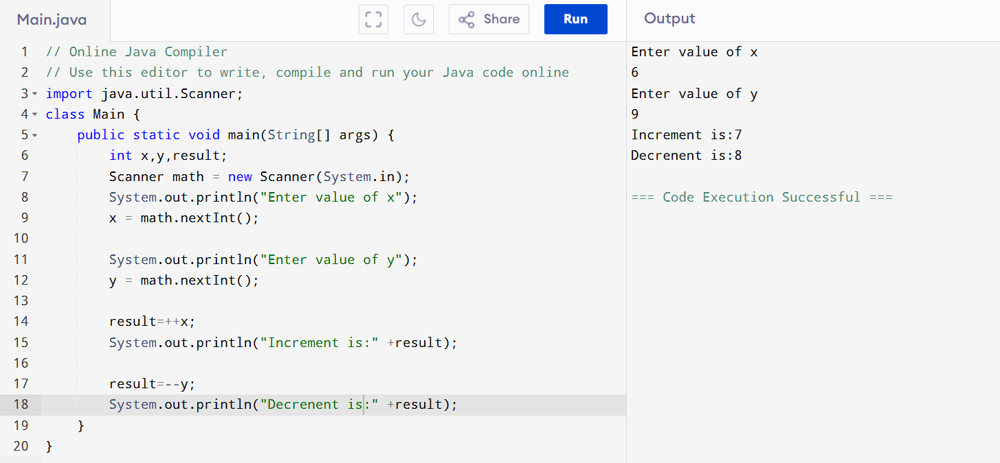 Main.java
Share
Run
Output
1 // Online Java Compiler
2 // Use this editor to write, compile and run your Java code online
3 import java.util.Scanner;
4 class Main {
5 public static void main(String[] args) {
6 int x,y,result;
7 Scanner math = new Scanner(System.in);
8 System.out.println("Enter value of x");
9 x = math.nextInt();
10
11 System.out.println("Enter value of y");
12 y = math.nextInt();
13
14 result=++x;
15 System.out.println("Increment is:" +result);
16
17 result=--y;
18 System.out.println("Decrenent is:" +result);
19 }
20 }
Enter value of x
6
Enter value of y
9
Increment is:7
Decrenent is:8
=== Code Execution Successful ===